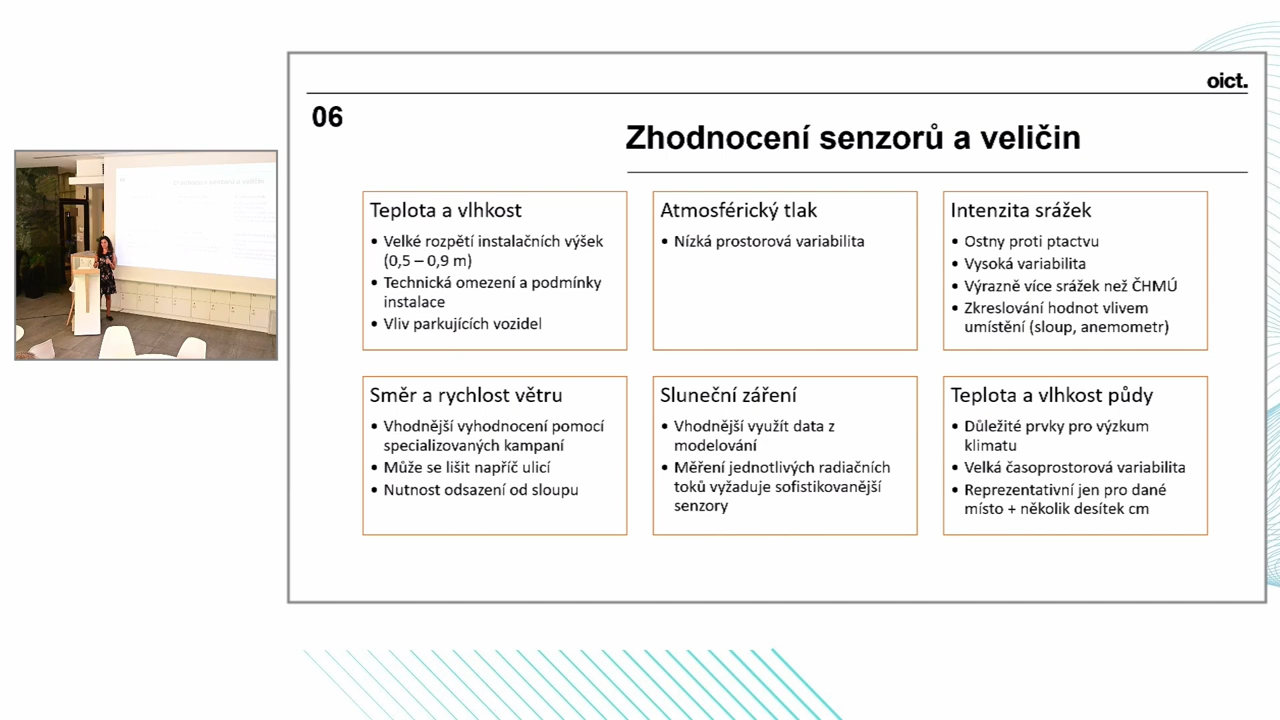 oict.
06
Zhodnocení senzorů a veličin
Teplota a vlhkost
• Velké rozpětí instalačních výšek
(0,5 – 0,9 m)
• Technická omezení a podmínky
instalace
• Vliv parkujících vozidel
Atmosférický tlak
• Nízká prostorová variabilita
Intenzita srážek
• Ostny proti ptactvu
• Vysoká variabilita
• Výrazně více srážek než ČHMÚ
• Zkreslování hodnot vlivem
umístění (sloup, anemometr)
Směr a rychlost větru
• Vhodnější vyhodnocení pomocí
specializovaných kampaní
• Může se lišit napříč ulicí
• Nutnost odsazení od sloupu
Sluneční záření
• Vhodnější využít data z
modelování
• Měření jednotlivých radiačních
toků vyžaduje sofistikovanější
senzory
Teplota a vlhkost půdy
• Důležité prvky pro výzkum
klimatu
• Velká časoprostorová variabilita
• Reprezentativní jen pro dané
místo + několik desítek cm